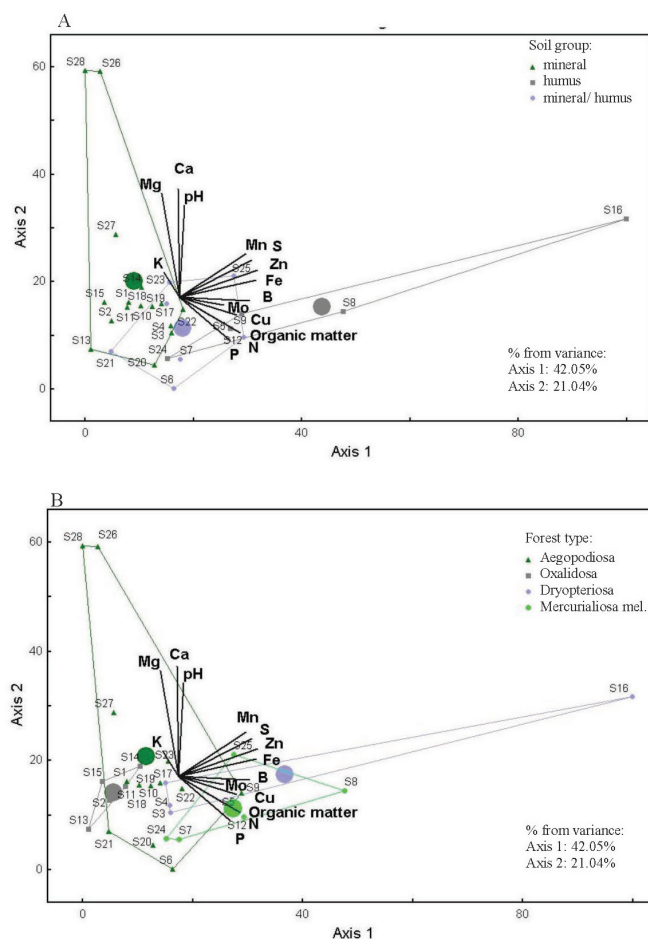 A
Soil group:
mineral
humus
mineral/ humus
60
S28
S26
Ca
Mg
pH
40
Axis 2
S27
Mn S
S16
K
S25
Zn
20
S14
S23
Fe
S15
S1
S18
S19
B
S8
S2
S11
S10
S17
Mo
S4
S22
S9
Cu
S3
S5
Organic matter
S13
S24
S7
S12
N
P
S21
S20
S6
0
% from variance:
Axis 1: 42.05%
Axis 2: 21.04%
0
40
80
Axis 1
B
Forest type:
Aegopodiosa
Oxalidosa
Dryopteriosa
Mercurialiosa mel.
60
S28
S26
Ca
Mg
pH
40
Axis 2
S27
Mn
S16
S
K
S25
Zn
20
S14
S23
Fe
S15
S1
S19
S17
B
S8
S2
S11
S18
S10
S4
S22
Mo
S9
S3
S5
Cu
Organic matter
S13
S24
S7
S12
N
P
S21
S20
S6
0
% from variance:
Axis 1: 42.05%
Axis 2: 21.04%
0
40
80
Axis 1